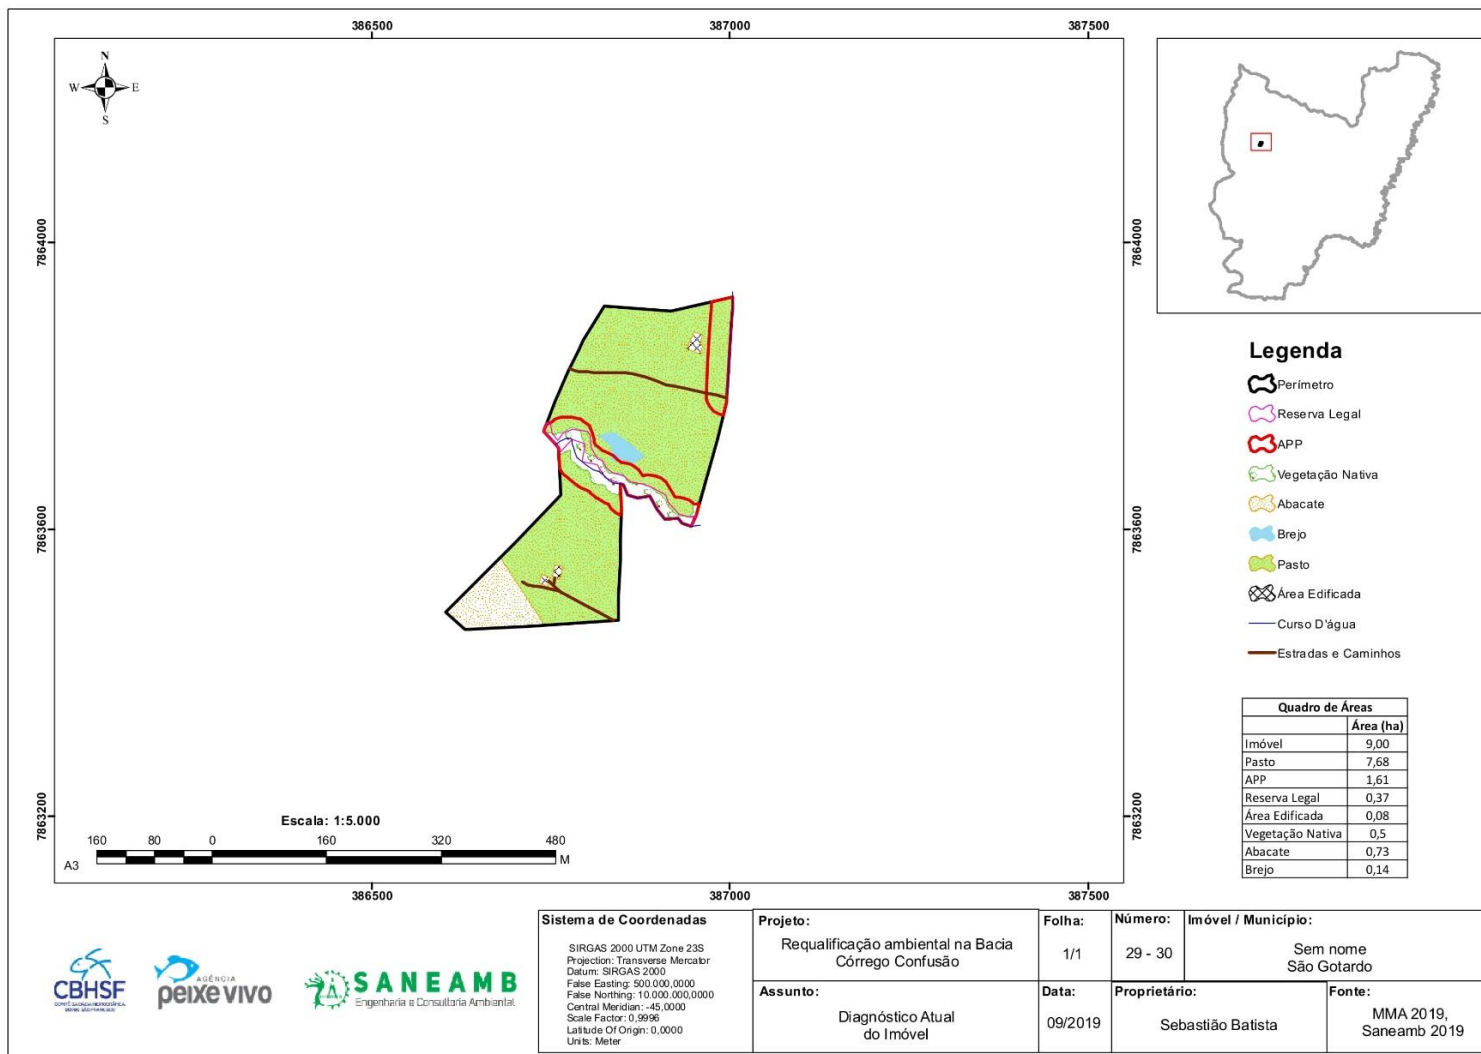 386500
387000
387500
N
W
E
S
7864000
7864000
7863600
7863600
7863200
7863200
Legenda
Perímetro
Reserva Legal
APP
Vegetação Nativa
Abacate
Brejo
Pasto
Área Edificada
Curso D'água
Estradas e Caminhos
Quadro de Áreas
Área (ha)
Imóvel 9,00
Pasto 7,68
APP 1,61
Reserva Legal 0,37
Área Edificada 0,08
Vegetação Nativa 0,5
Abacate 0,73
Brejo 0,14
Escala: 1:5.000
160 80 0 160 320 480
M
A3
386500
387000
387500
CBHSF
AGÊNCIA
peixe vivo
SANEAMB
Engenharia e Consultoria Ambiental
Sistema de Coordenadas
SIRGAS 2000 UTM Zone 23S
Projection: Transverse Mercator
Datum: SIRGAS 2000
False Easting: 500.000,0000
False Northing: 10.000.000,0000
Central Meridian: -45,0000
Scale Factor: 0,9996
Latitude Of Origin: 0,0000
Units: Meter
Projeto:
Requalificação ambiental na Bacia
Córrego Confusão
Folha:
1/1
Número:
29 - 30
Imóvel / Município:
Sem nome
São Gotardo
Assunto:
Diagnóstico Atual
do Imóvel
Data:
09/2019
Proprietário:
Sebastião Batista
Fonte:
MMA 2019,
Saneamb 2019